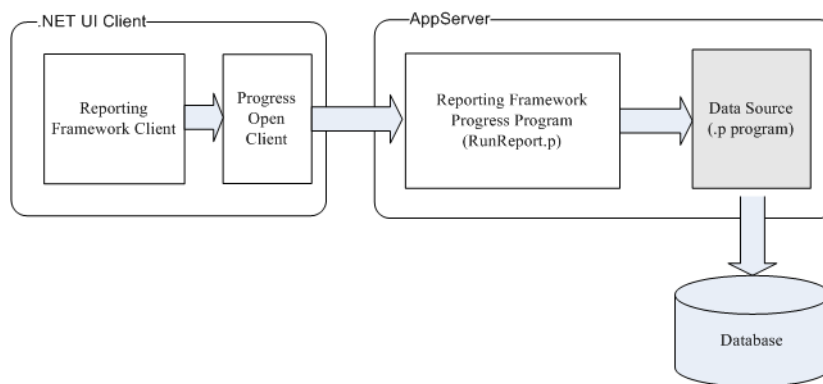 .NET UI Client
AppServer
Reporting
Framework Client
Progress
Open
Client
Reporting Framework
Progress Program
(RunReport.p)
Data Source
(.p program)
Database